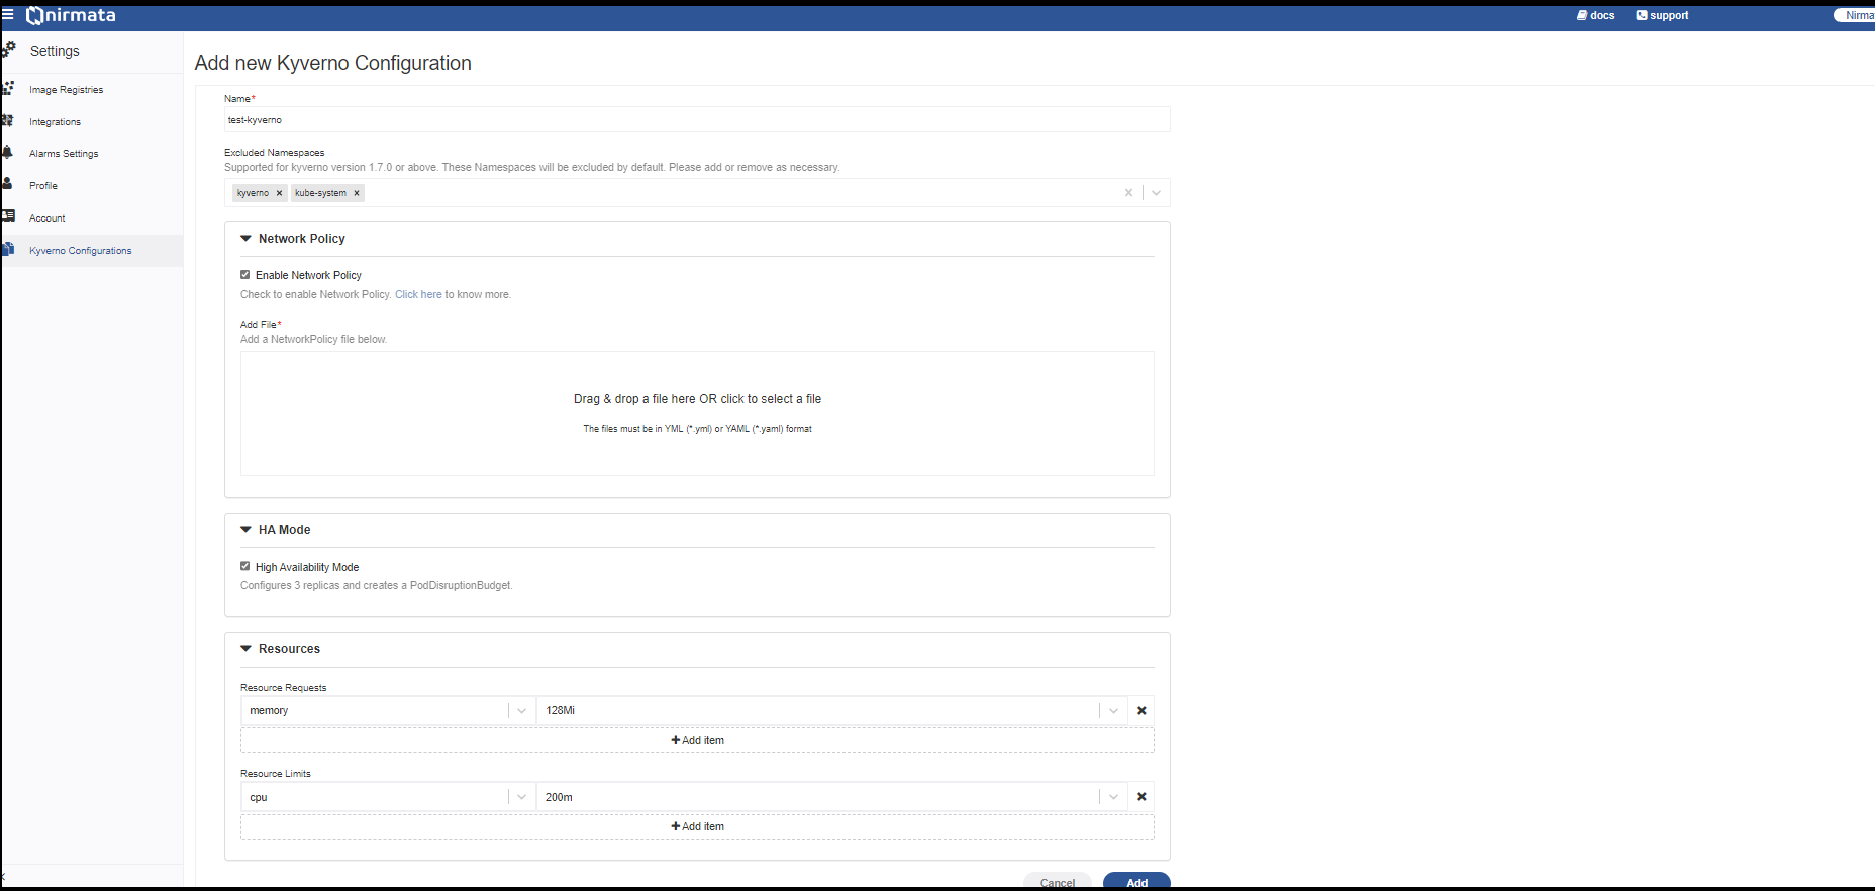 nirmata
docs
support
Nirma
Settings
Image Registries
Integrations
Alarms Settings
Profile
Account
Kyverno Configurations
Add new Kyverno Configuration
Name*
test-kyverno
Excluded Namespaces
Supported for kyverno version 1.7.0 or above. These Namespaces will be excluded by default. Please add or remove as necessary.
kyverno × kube-system ×
Network Policy
Enable Network Policy
Check to enable Network Policy. Click here to know more.
Add File*
Add a NetworkPolicy file below.
Drag & drop a file here OR click to select a file
The files must be in YML (*.yml) or YAML (*.yaml) format
HA Mode
High Availability Mode
Configures 3 replicas and creates a PodDisruptionBudget.
Resources
Resource Requests
memory 128Mi
+ Add item
Resource Limits
cpu 200m
+ Add item
Cancel Add